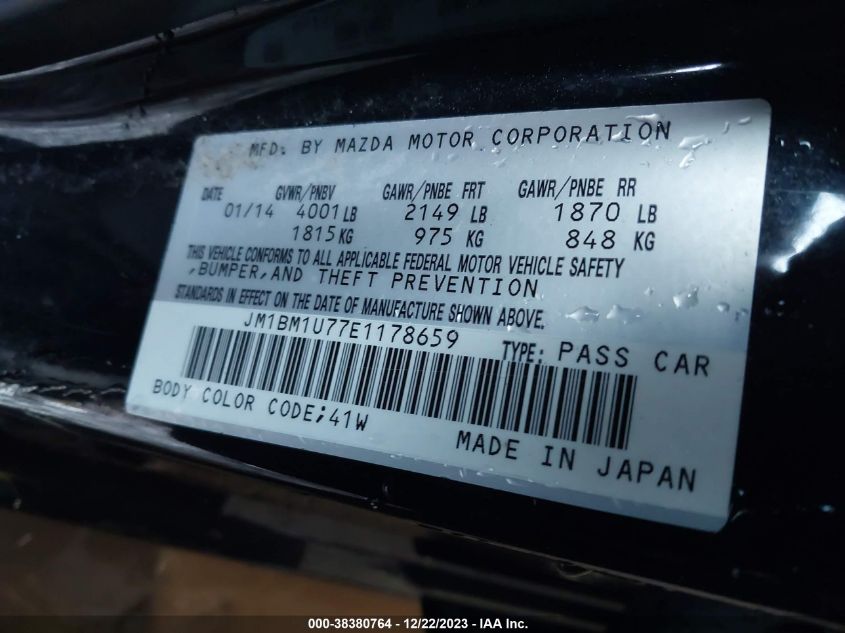 MFD. BY MAZDA MOTOR CORPORATION
DATE GVWR/PNBV GAWR/PNBE FRT GAWR/PNBE RR
01/14 4001 LB 2149 LB 1870 LB
1815 KG 975 KG 848 KG
THIS VEHICLE CONFORMS TO ALL APPLICABLE FEDERAL MOTOR VEHICLE SAFETY
,BUMPER,AND THEFT PREVENTION
STANDARDS IN EFFECT ON THE DATE OF MANUFACTURE SHOWN ABOVE.
JM1BM1U77E1178659 TYPE: PASS CAR
BODY COLOR CODE;41W
MADE IN JAPAN
000-38380764 - 12/22/2023 - IAA Inc.